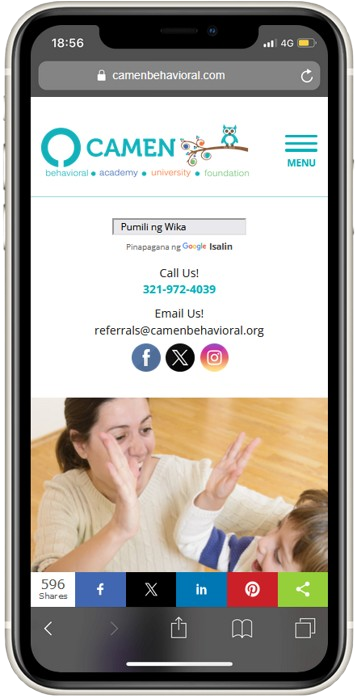 18:56
4G
camenbehavioral.com
CAMEN
behavioral • academy • university • foundation
MENU
Pumili ng Wika
Pinapagana ng Google Isalin
Call Us!
321-972-4039
Email Us!
referrals@camenbehavioral.org
596
Shares